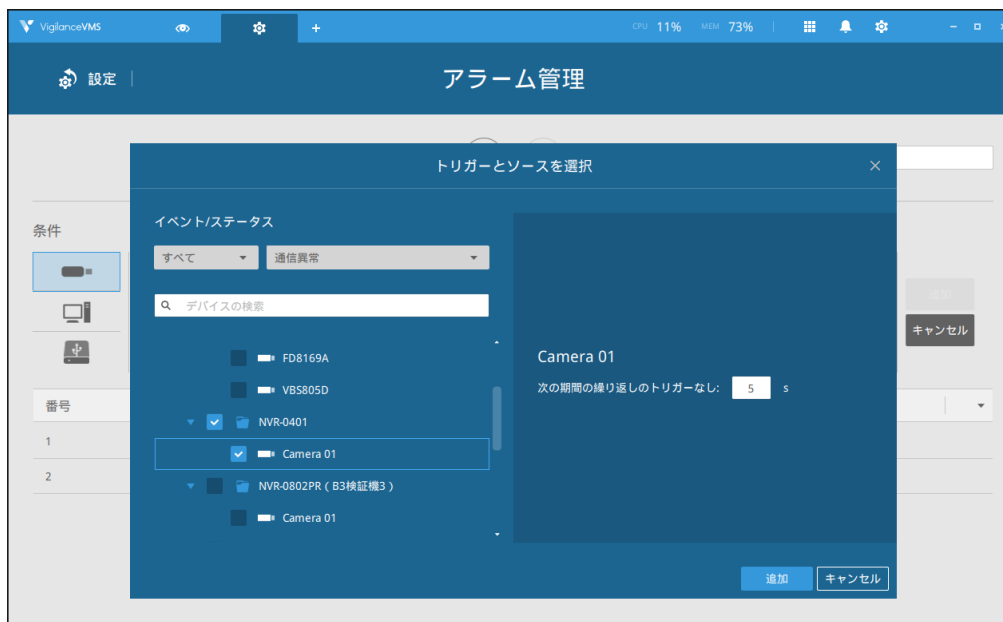 VigilanceVMS
CPU 11% MEM 73%
設定
アラーム管理
トリガーとソースを選択
条件
イベント/ステータス
すべて
通信異常
デバイスの検索
追加
キャンセル
FD8169A
VBS805D
NVR-0401
Camera 01
NVR-0802PR ( B3検証機3 )
Camera 01
Camera 01
次の期間の繰り返しのトリガーなし: 5 s
番号
1
2
追加
キャンセル